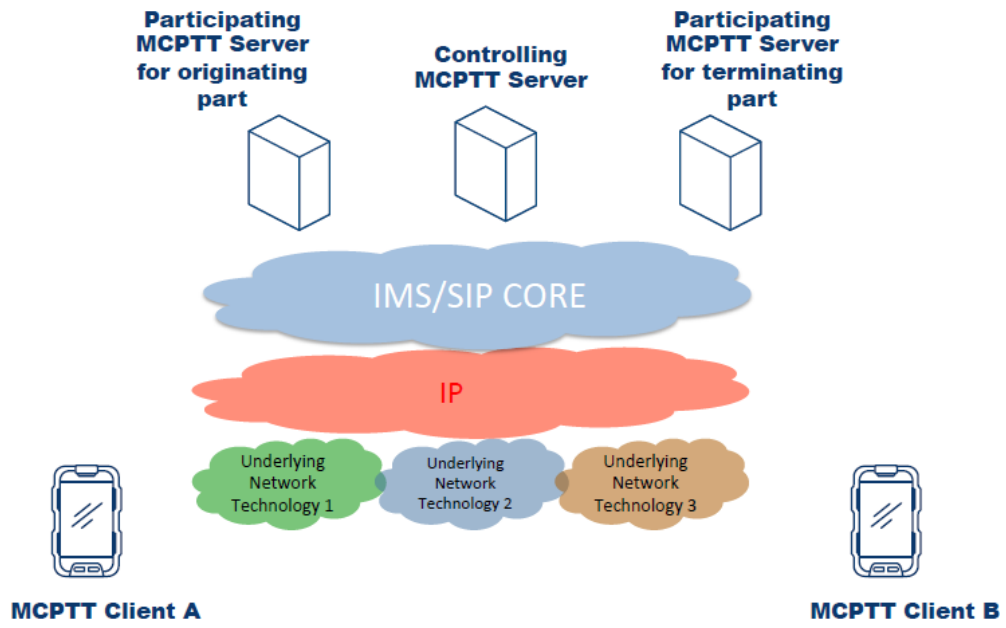 Participating
MCPTT Server
for originating
part
Controlling
MCPTT Server
Participating
MCPTT Server
for terminating
part
IMS/SIP CORE
IP
Underlying
Network
Technology 1
Underlying
Network
Technology 2
Underlying
Network
Technology 3
MCPTT Client A
MCPTT Client B